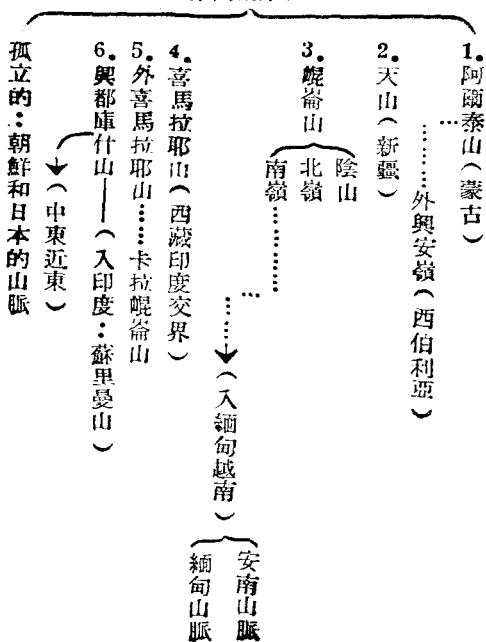 1.阿爾泰山(蒙古)
……外興安嶺(西伯利亞)
2.天山(新疆)
3.崐崙山
陰山
北嶺
南嶺……
……(入緬甸越南)
安南山脈
緬甸山脈
4.喜馬拉耶山(西藏印度交界)
5.外喜馬拉耶山……卡拉崐崙山
6.興都庫什山——(入印度:蘇里曼山)
(中東近東)
孤立的:朝鮮和日本的山脈